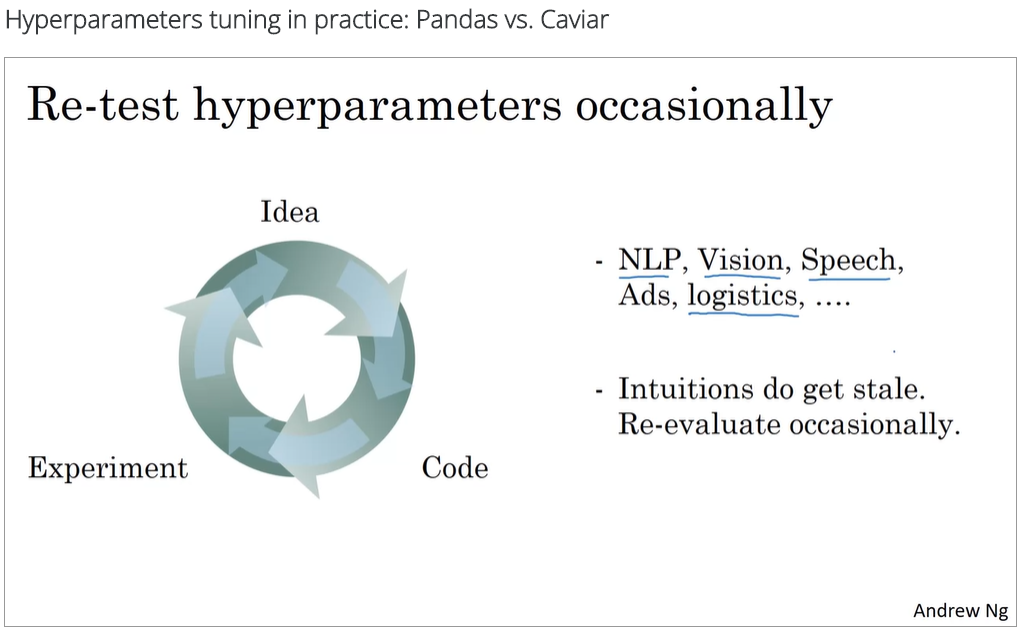 Hyperparameters tuning in practice: Pandas vs. Caviar
Re-test hyperparameters occasionally
Idea
Experiment
Code
- NLP, Vision, Speech,
Ads, logistics, ....
- Intuitions do get stale.
Re-evaluate occasionally.
Andrew Ng